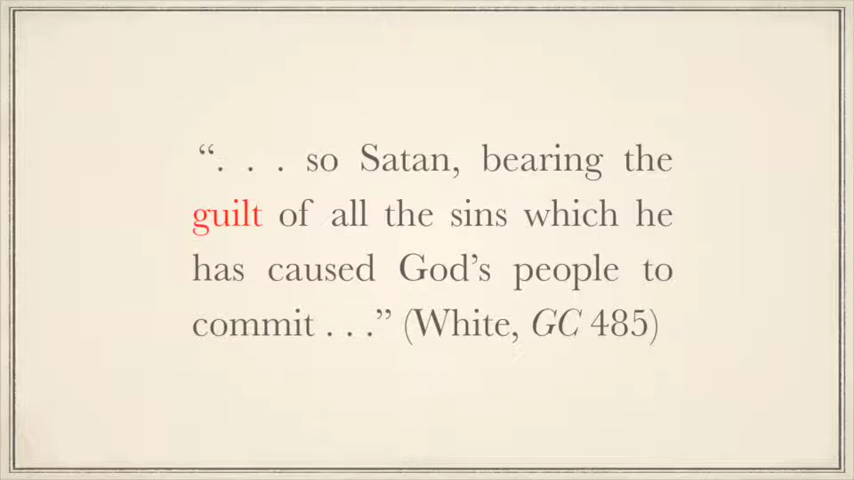 “. . . so Satan, bearing the
guilt of all the sins which he
has caused God’s people to
commit . . .” (White, GC 485)